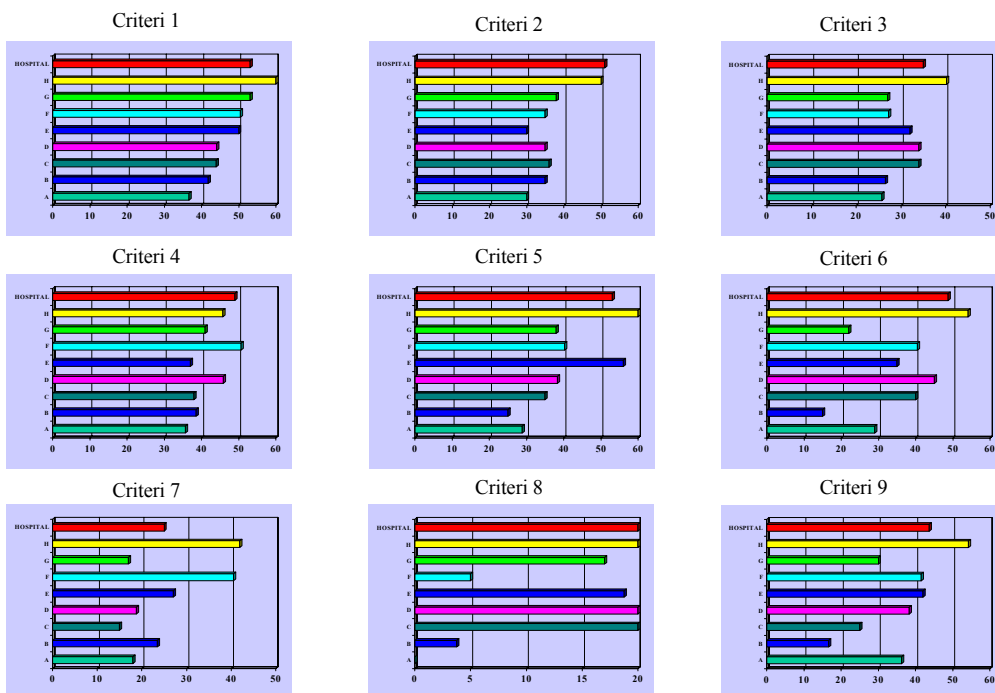 Criteri 1
HOSPITAL
H
G
F
E
D
C
B
A
0 10 20 30 40 50 60
Criteri 2
HOSPITAL
H
G
F
E
D
C
B
A
0 10 20 30 40 50 60
Criteri 3
HOSPITAL
H
G
F
E
D
C
B
A
0 10 20 30 40 50
Criteri 4
HOSPITAL
H
G
F
E
D
C
B
A
0 10 20 30 40 50 60
Criteri 5
HOSPITAL
H
G
F
E
D
C
B
A
0 10 20 30 40 50 60
Criteri 6
HOSPITAL
H
G
F
E
D
C
B
A
0 10 20 30 40 50 60
Criteri 7
HOSPITAL
H
G
F
E
D
C
B
A
0 10 20 30 40 50
Criteri 8
HOSPITAL
H
G
F
E
D
C
B
A
0 5 10 15 20
Criteri 9
HOSPITAL
H
G
F
E
D
C
B
A
0 10 20 30 40 50 60